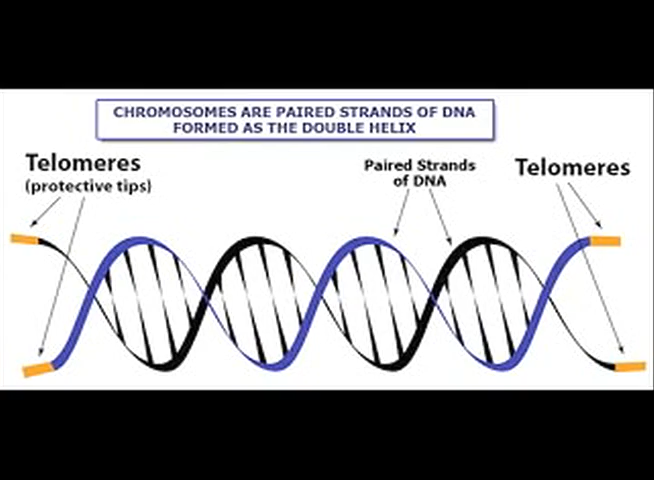 CHROMOSOMES ARE PAIRED STRANDS OF DNA
FORMED AS THE DOUBLE HELIX
Telomeres
(protective tips)
Paired Strands
of DNA
Telomeres